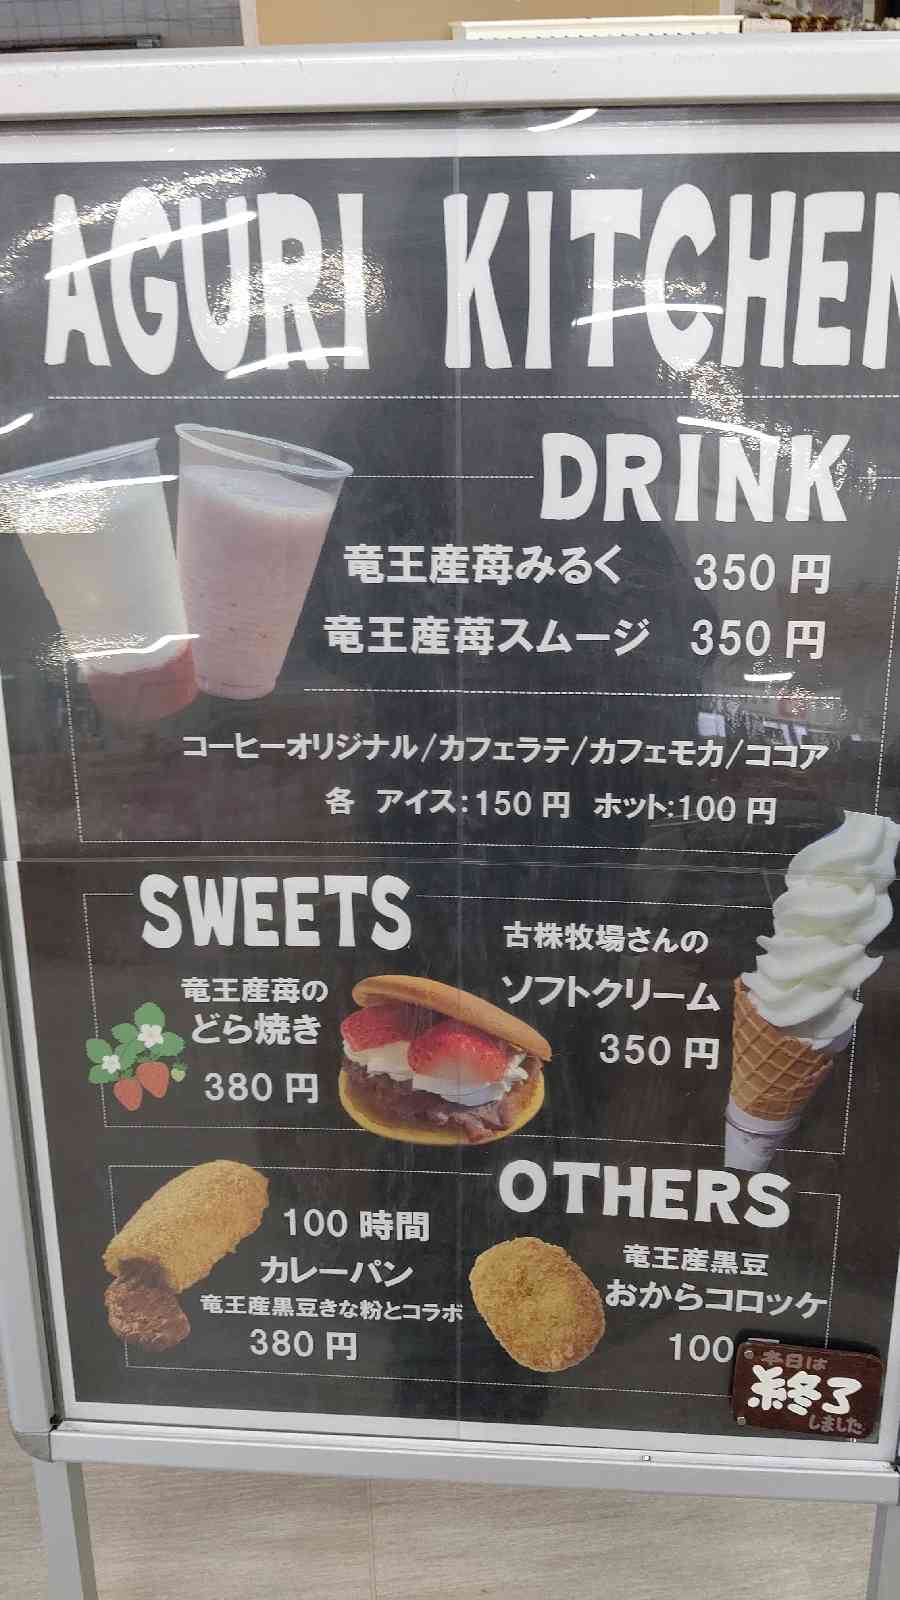 AGURI KITCHEN
DRINK
竜王産苺みるく 350円
竜王産苺スムージ 350円
コーヒーオリジナル/カフェラテ/カフェモカ/ココア
各 アイス:150円 ホット:100円
SWEETS
竜王産苺の
どら焼き
380円
古株牧場さんの
ソフトクリーム
350円
OTHERS
100時間
カレーパン
竜王産黒豆きな粉とコラボ
380円
竜王産黒豆
おからコロッケ
100
本日は
終了
しました